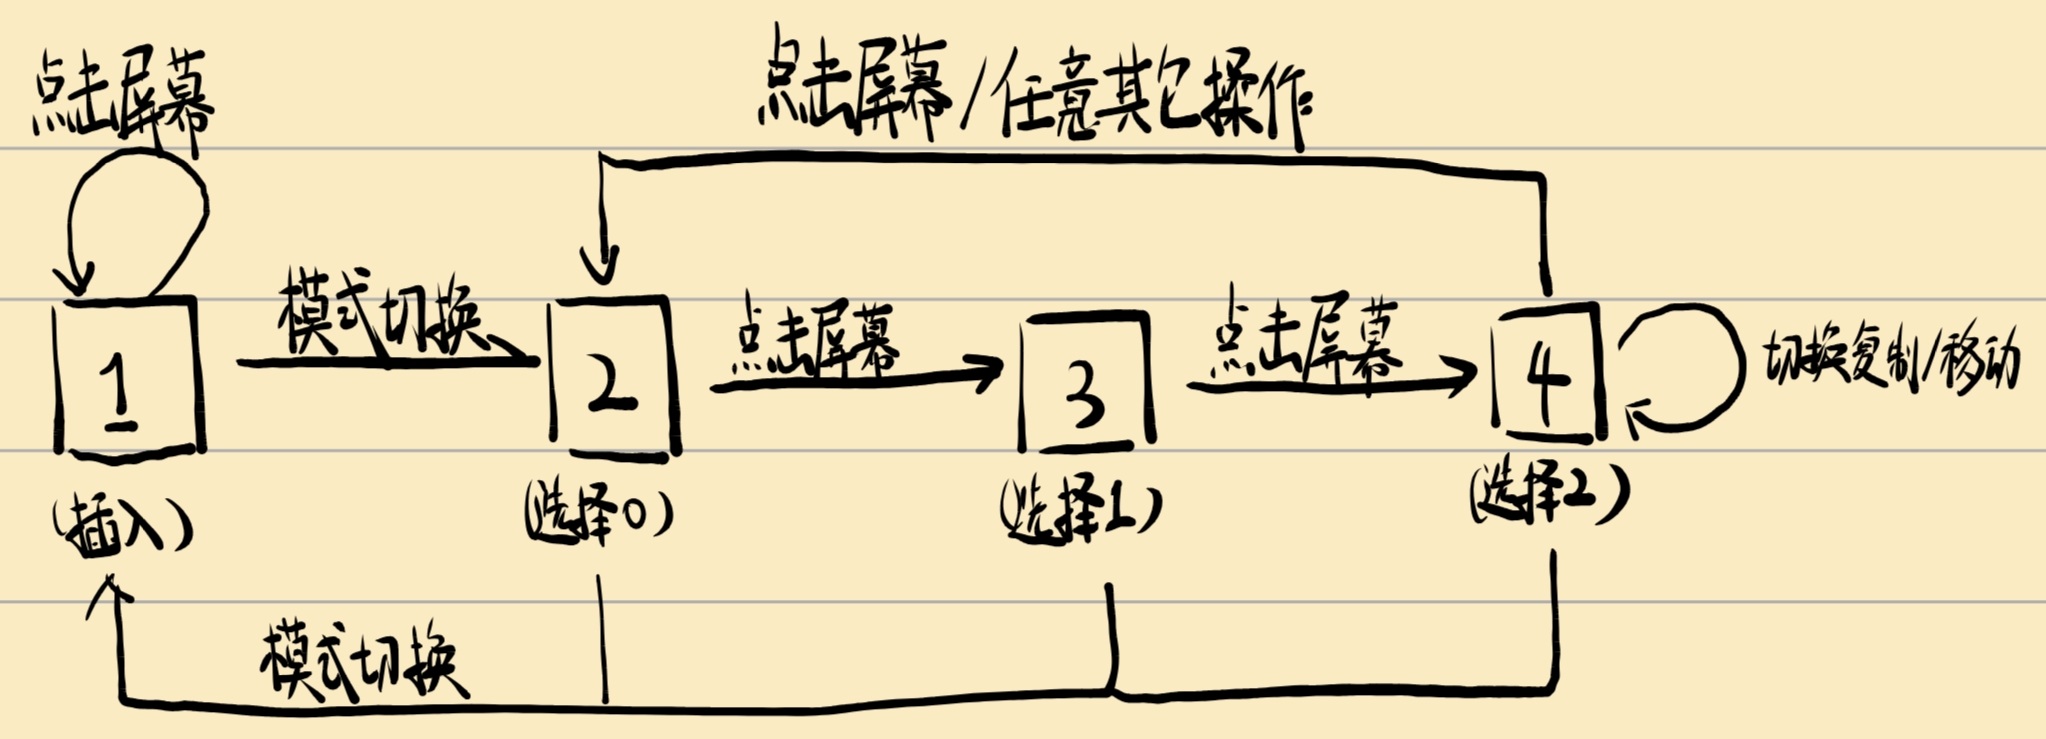 点击屏幕
点击屏幕/任意其它操作
模式切换
点击屏幕
点击屏幕
切换复制/移动
1
2
3
4
(插入)
(选择0)
(选择1)
(选择2)
模式切换